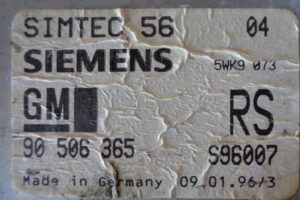 SIMTEC 56 04
SIEMENS 5WK9 073
GM RS
90 506 365 S96007
Made in Germany 09.01.96/3